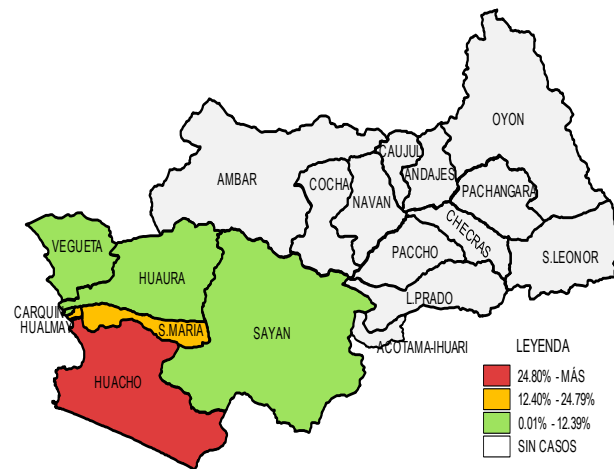 OYON
CAUJUL
ANDAJES
AMBAR
COCHA
NAVAN
PACHANGARA
CHECRAS
VEGUETA
PACCHO
S.LEONOR
HUAURA
L.PRADO
CARQUIN
HUALMAY
S.MARIA
SAYAN
ACOTAMA-IHUARI
HUACHO
LEYENDA
24.80% - MÁS
12.40% - 24.79%
0.01% - 12.39%
SIN CASOS